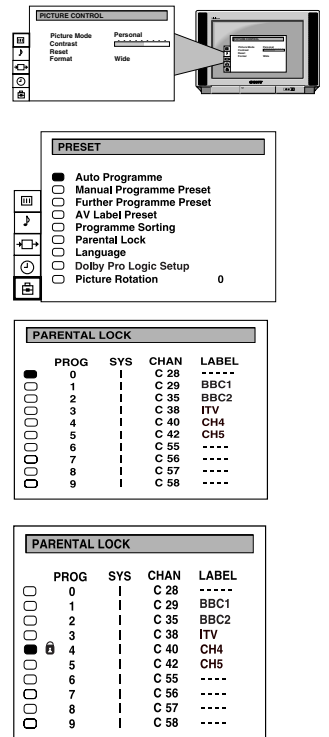 PICTURE CONTROL
Picture Mode Personal
Contrast
Reset
Format Wide
SONY
PRESET
Auto Programme
Manual Programme Preset
Further Programme Preset
AV Label Preset
Programme Sorting
Parental Lock
Language
Dolby Pro Logic Setup
Picture Rotation 0
PARENTAL LOCK
PROG SYS CHAN LABEL
0 I C 28 -----
1 I C 29 BBC1
2 I C 35 BBC2
3 I C 38 ITV
4 I C 40 CH4
5 I C 42 CH5
6 I C 55 ----
7 I C 56 ----
8 I C 57 ----
9 I C 58 ----
PARENTAL LOCK
PROG SYS CHAN LABEL
0 I C 28 -----
1 I C 29 BBC1
2 I C 35 BBC2
3 I C 38 ITV
4 I C 40 CH4
5 I C 42 CH5
6 I C 55 ----
7 I C 56 ----
8 I C 57 ----
9 I C 58 ----